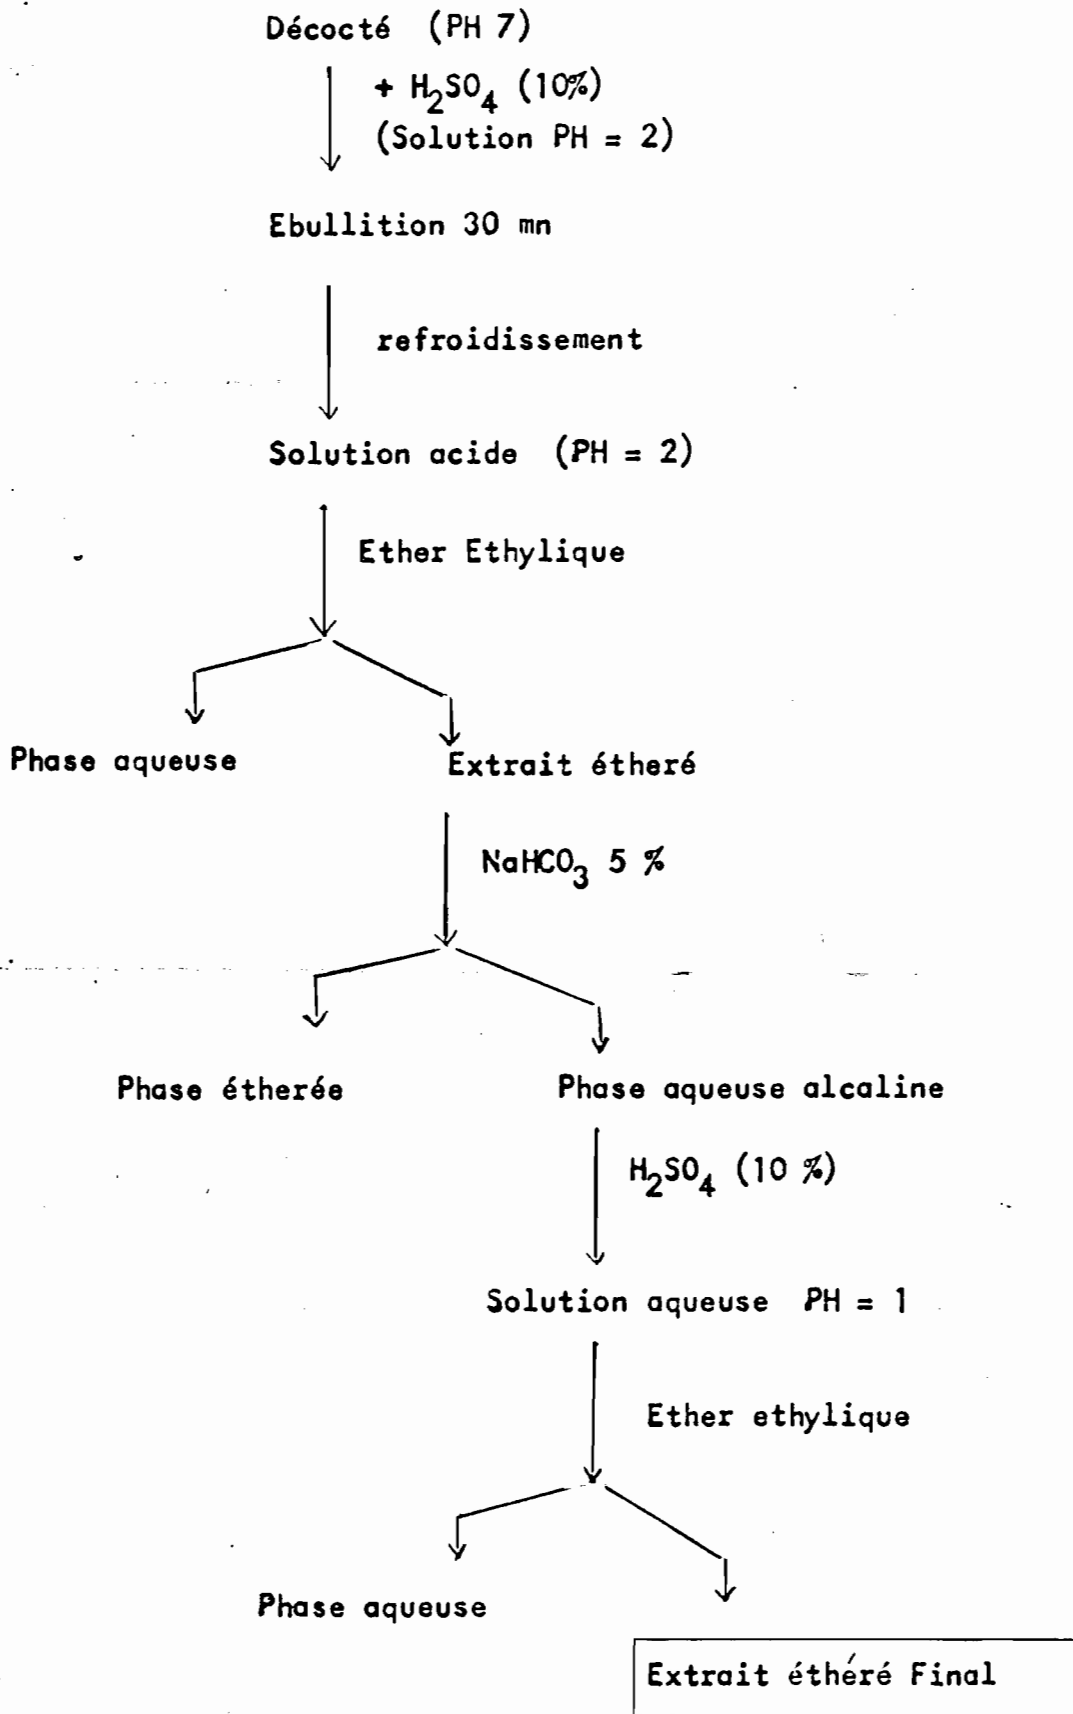 Décocté (PH 7)
+ H₂SO₄ (10%)
(Solution PH = 2)
Ebullition 30 mn
refroidissement
Solution acide (PH = 2)
Ether Ethylique
Phase aqueuse
Extrait étheré
NaHCO₃ 5 %
Phase étherée
Phase aqueuse alcaline
H₂SO₄ (10 %)
Solution aqueuse PH = 1
Ether ethylique
Phase aqueuse
Extrait éthéré Final